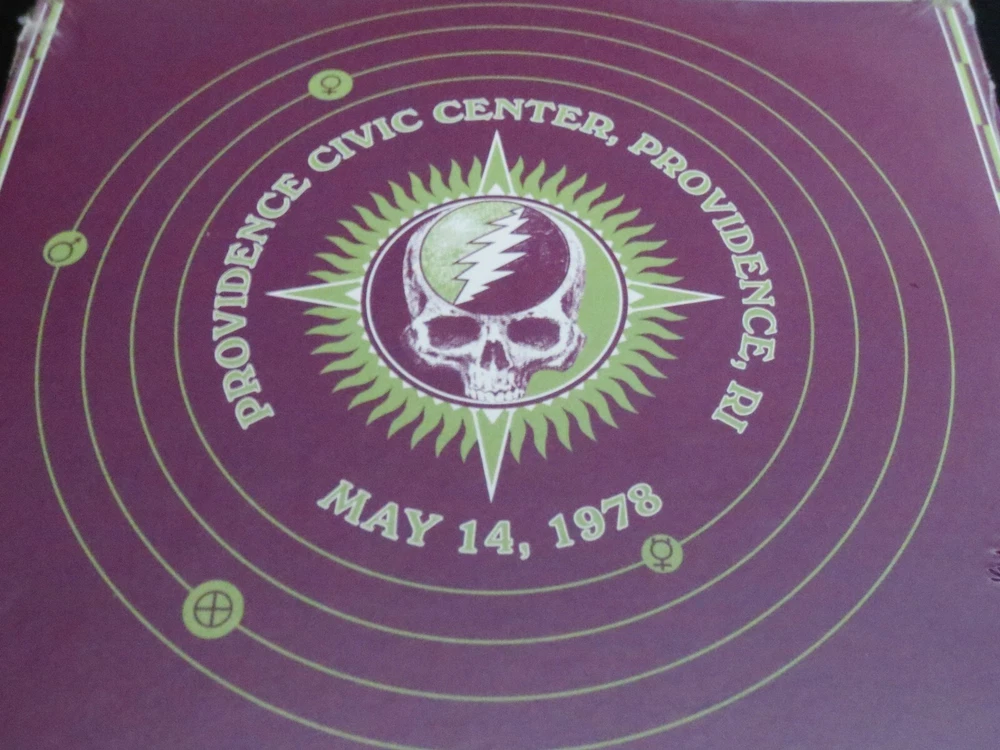 PROVIDENCE CIVIC CENTER, PROVIDENCE, RI
MAY 14, 1978